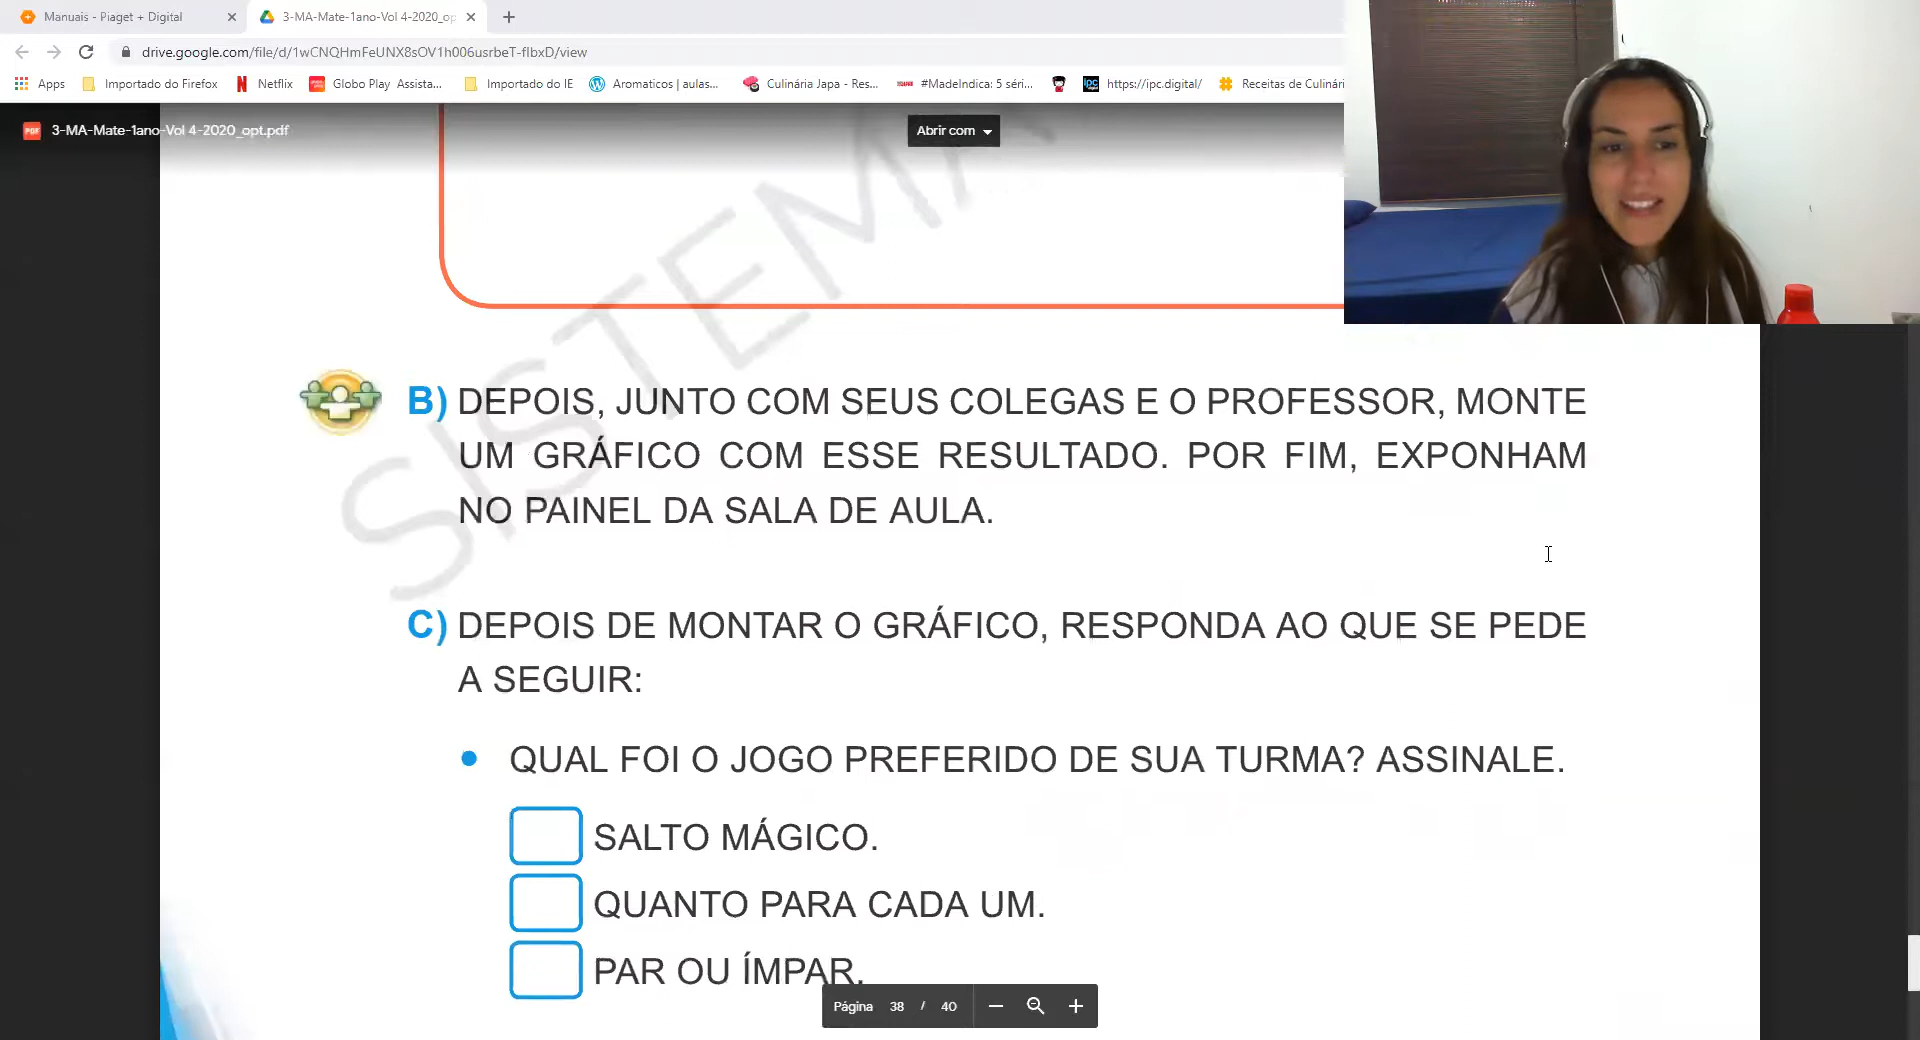 Manuais - Piaget + Digital
3-MA-Mate-1ano-Vol 4-2020_op
drive.google.com/file/d/1wCNQHmFeUNX8sOV1h006usrbeT-fIbxD/view
Apps
Importado do Firefox
Netflix
Globo Play Assista...
Importado do IE
Aromaticos | aulas...
Culinária Japa - Res...
#MadeIndica: 5 séri...
https://ipc.digital/
Receitas de Culinári
PDF
3-MA-Mate-1ano-Vol 4-2020_opt.pdf
Abrir com
SISTEMA
B) DEPOIS, JUNTO COM SEUS COLEGAS E O PROFESSOR, MONTE
UM GRÁFICO COM ESSE RESULTADO. POR FIM, EXPONHAM
NO PAINEL DA SALA DE AULA.
C) DEPOIS DE MONTAR O GRÁFICO, RESPONDA AO QUE SE PEDE
A SEGUIR:
• QUAL FOI O JOGO PREFERIDO DE SUA TURMA? ASSINALE.
SALTO MÁGICO.
QUANTO PARA CADA UM.
PAR OU ÍMPAR.
Página 38 / 40